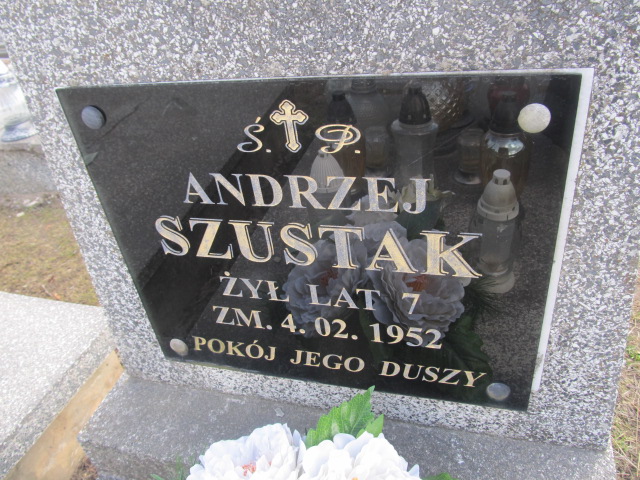 Ś. P.
ANDRZEJ
SZUSTAK
ŻYŁ LAT 7
ZM. 4. 02. 1952
POKÓJ JEGO DUSZY